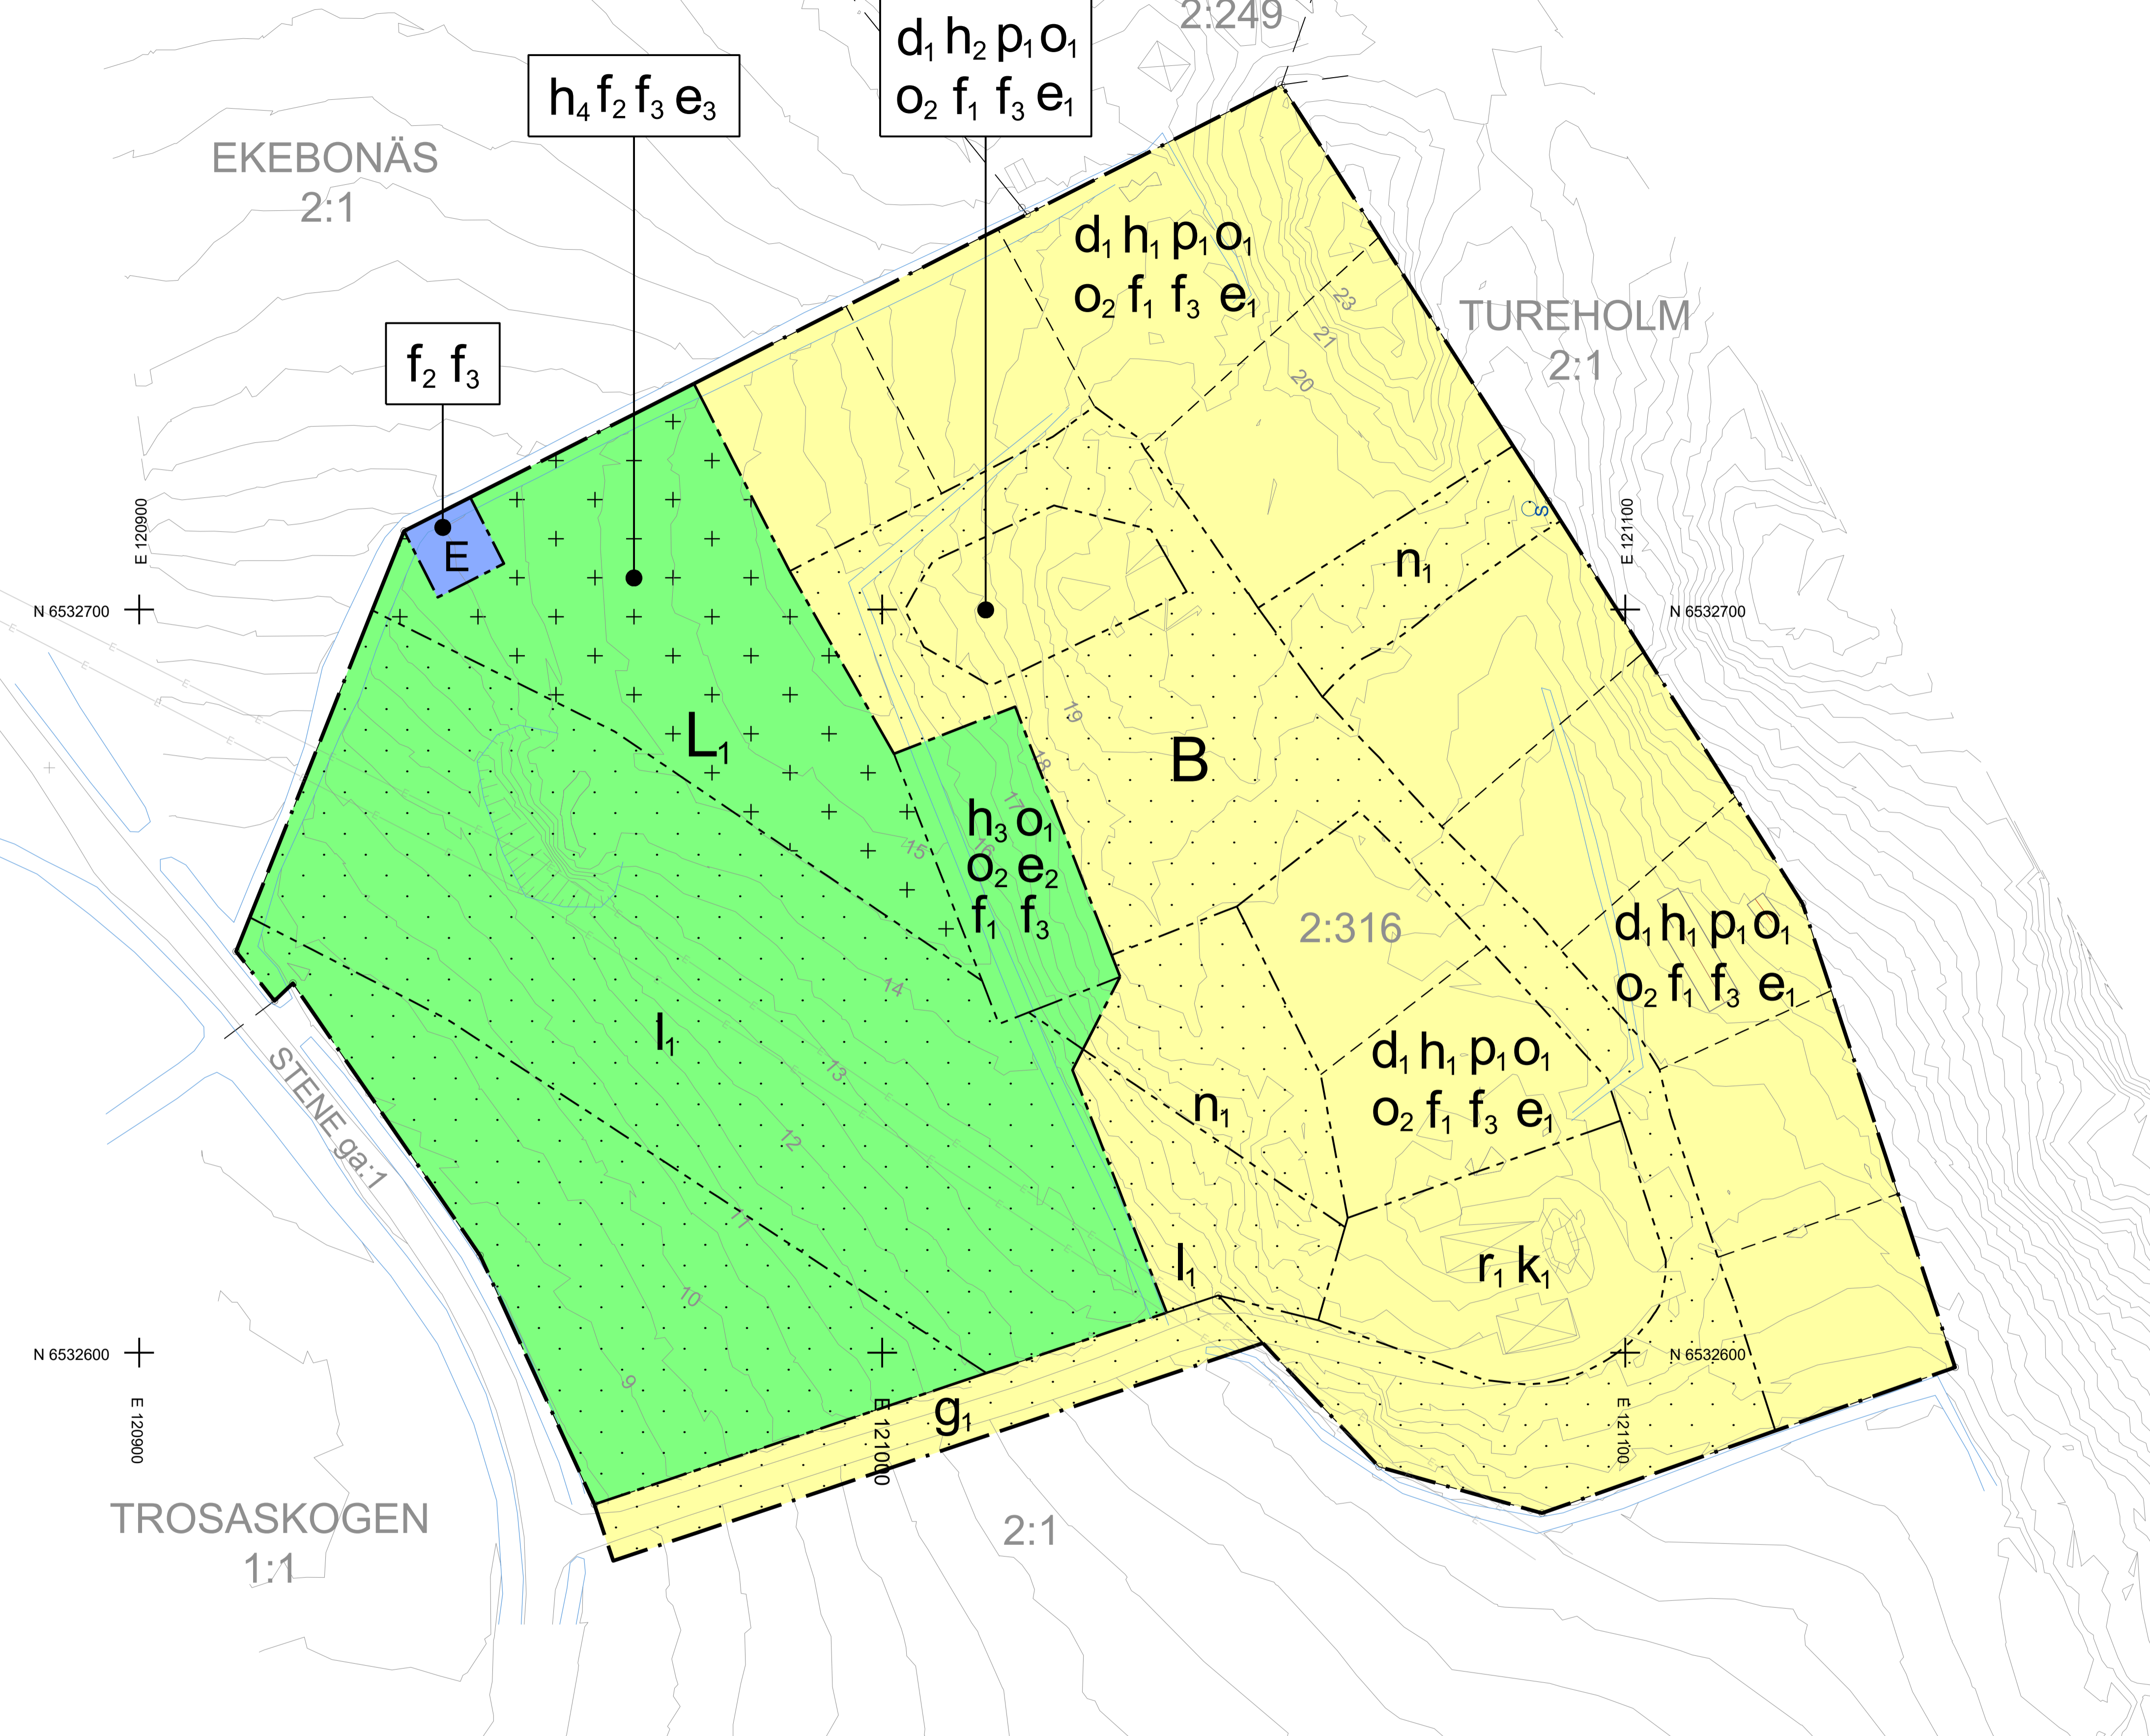 2:249
d₁ h₂ p₁ o₁
o₂ f₁ f₃ e₁
h₄ f₂ f₃ e₃
EKEBONÄS
2:1
d₁ h₁ p₁ o₁
o₂ f₁ f₃ e₁
23
21
20
TUREHOLM
2:1
f₂ f₃
E
E 120900
E 121100
S
n₁
N 6532700
N 6532700
L₁
B
19
18
17
16
15
h₃ o₁
o₂ e₂
f₁ f₃
2:316
d₁ h₁ p₁ o₁
o₂ f₁ f₃ e₁
14
l₁
13
d₁ h₁ p₁ o₁
o₂ f₁ f₃ e₁
n₁
STENE ga:1
12
11
l₁
r₁ k₁
10
N 6532600
N 6532600
9
g₁
E 120900
E 121000
E 121100
TROSASKOGEN
1:1
2:1